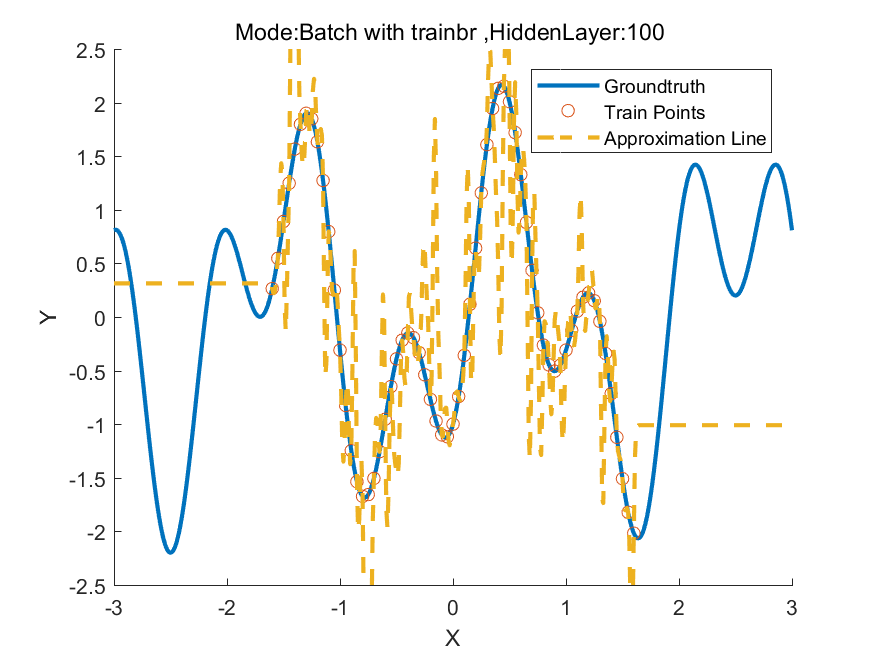 Mode:Batch with trainbr ,HiddenLayer:100
2.5
2
1.5
1
0.5
0
-0.5
-1
-1.5
-2
-2.5
Y
Groundtruth
Train Points
Approximation Line
-3 -2 -1 0 1 2 3
X